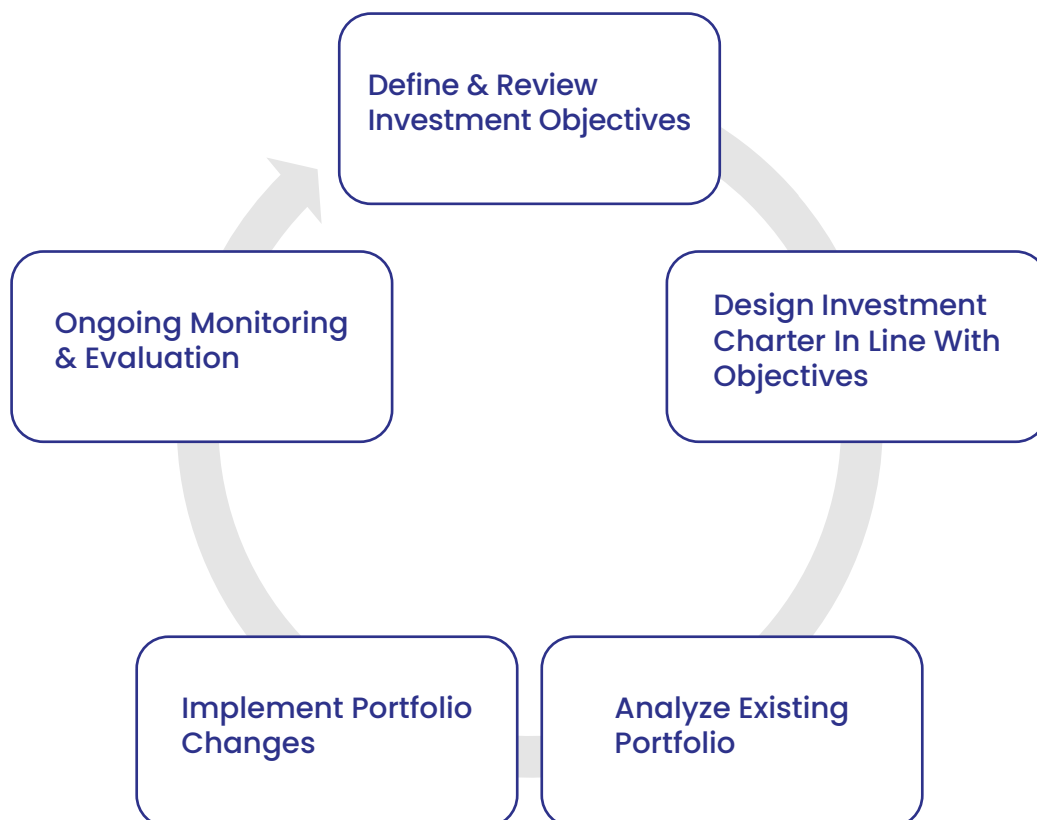 Define & Review
Investment Objectives
Design Investment
Charter In Line With
Objectives
Analyze Existing
Portfolio
Implement Portfolio
Changes
Ongoing Monitoring
& Evaluation